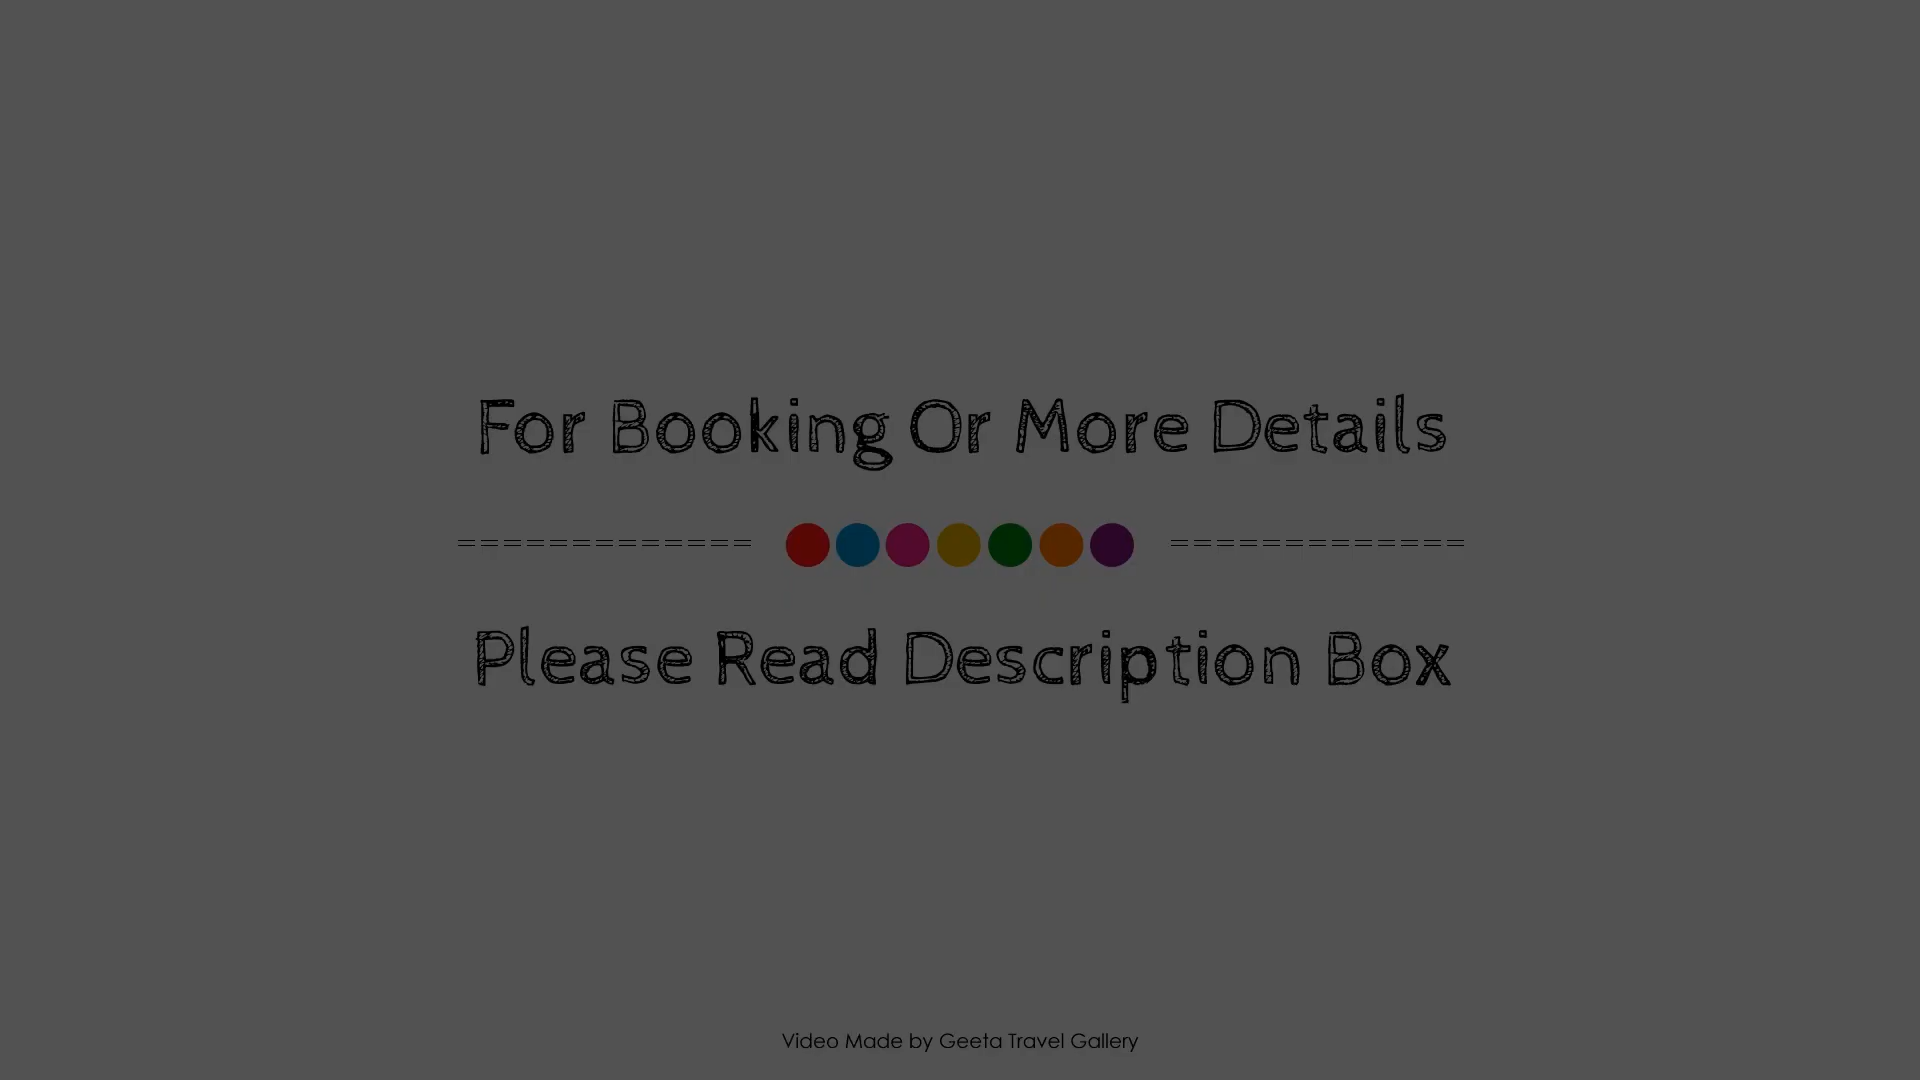 For Booking Or More Details
============= =============
Please Read Description Box
Video Made by Geeta Travel Gallery